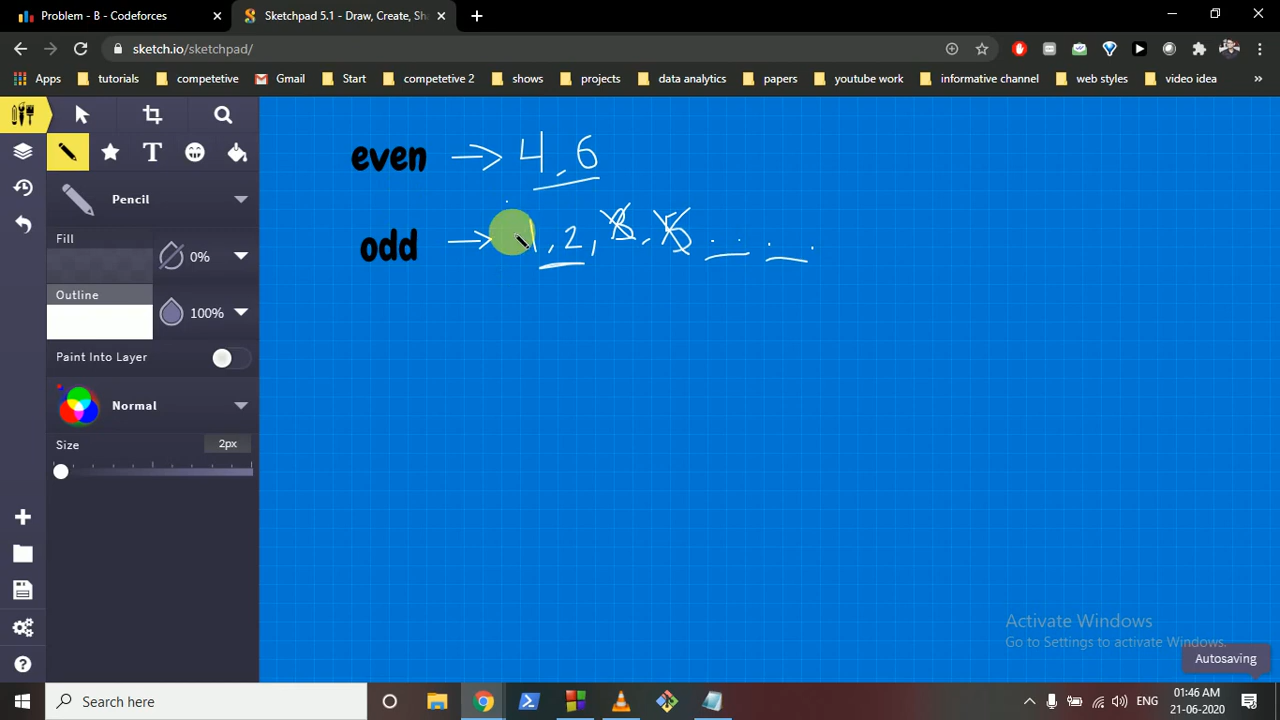 Problem - B - Codeforces
Sketchpad 5.1 - Draw, Create, Sha
sketch.io/sketchpad/
Apps tutorials competetive Gmail Start competetive 2 shows projects data analytics papers youtube work informative channel web styles video idea »
even → 4, 6
Pencil
odd → 1, 2, 3, 5
Fill
0%
Outline
100%
Paint Into Layer
Normal
Size 2px
Activate Windows
Go to Settings to activate Windows.
Autosaving
Type here to search
ENG
01:46 AM
21-06-2020